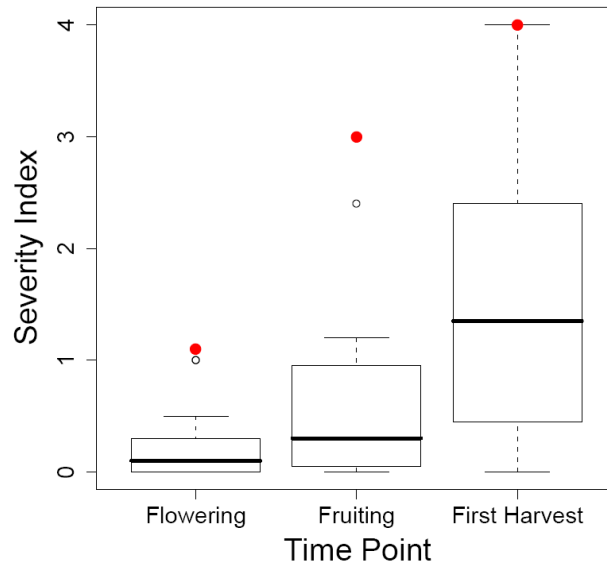 Severity Index
4
3
2
1
0
Flowering
Fruiting
First Harvest
Time Point